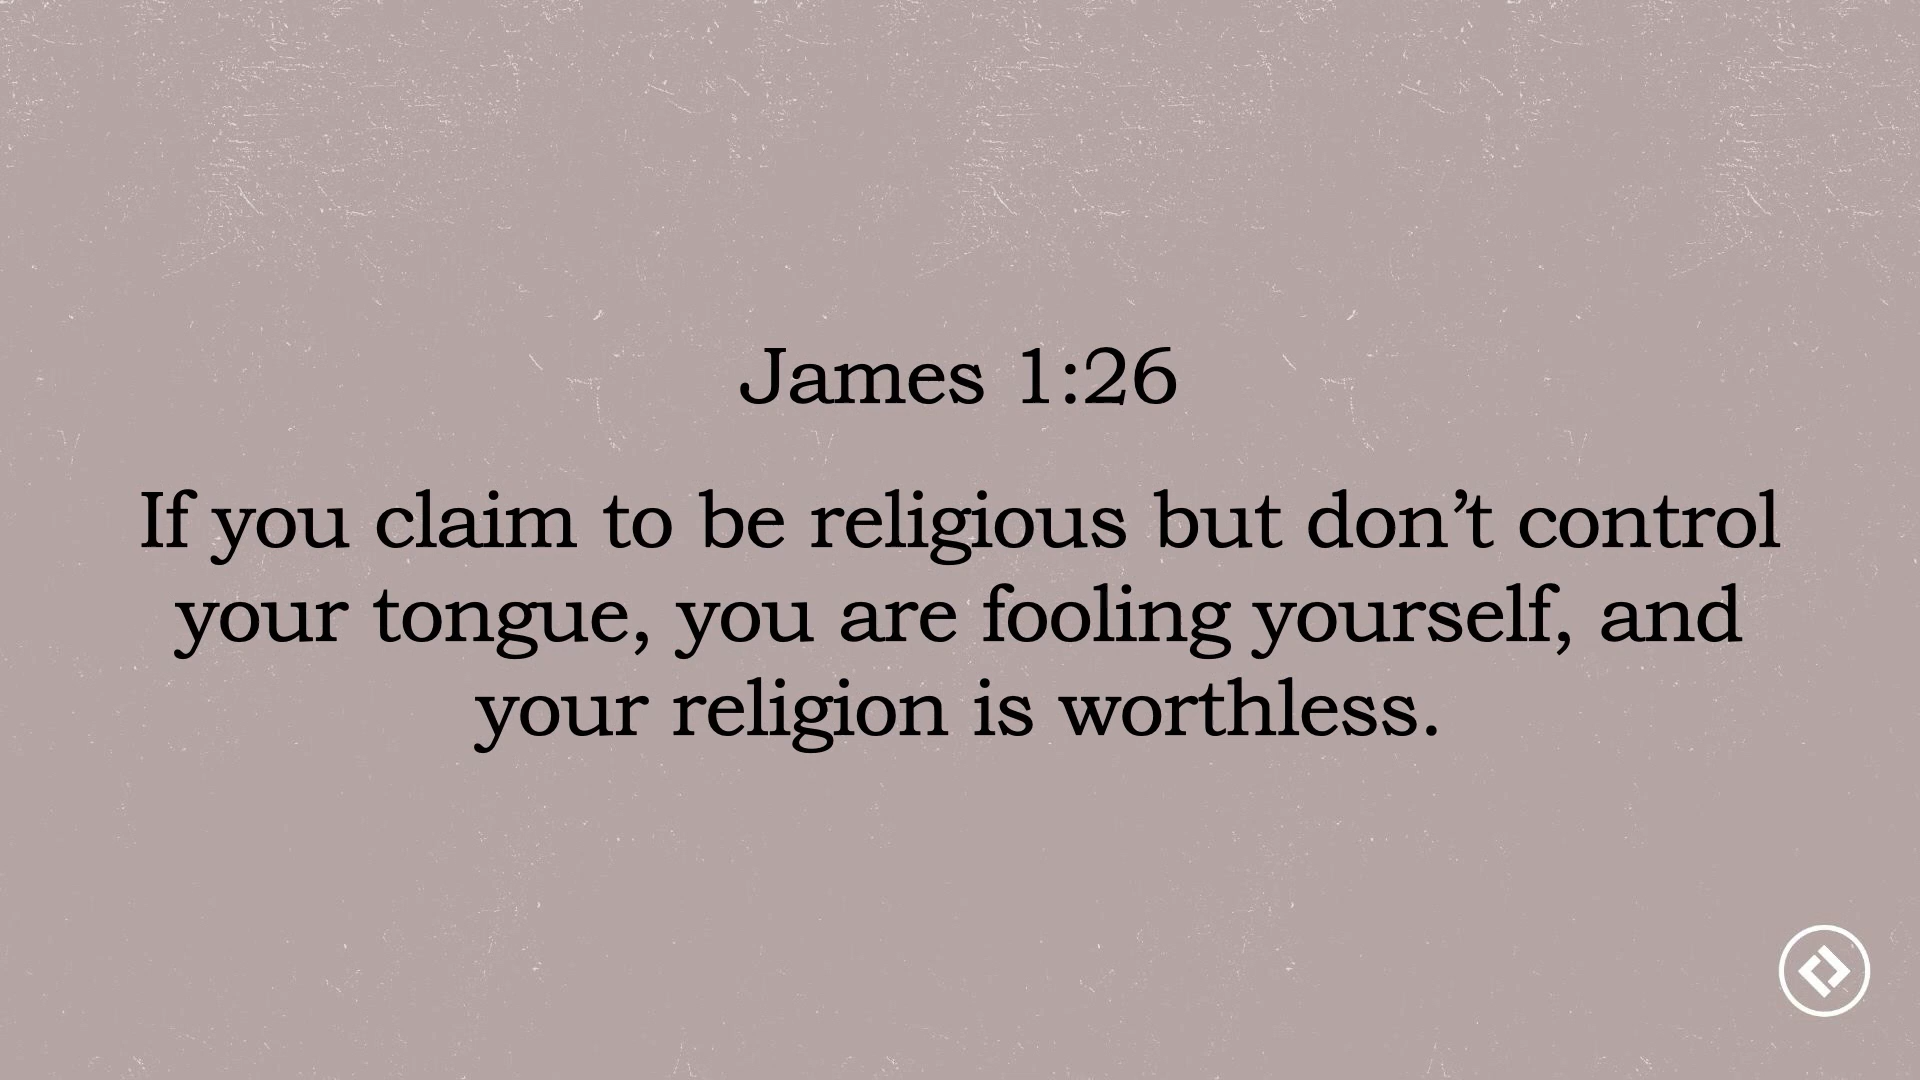 James 1:26
If you claim to be religious but don’t control
your tongue, you are fooling yourself, and
your religion is worthless.